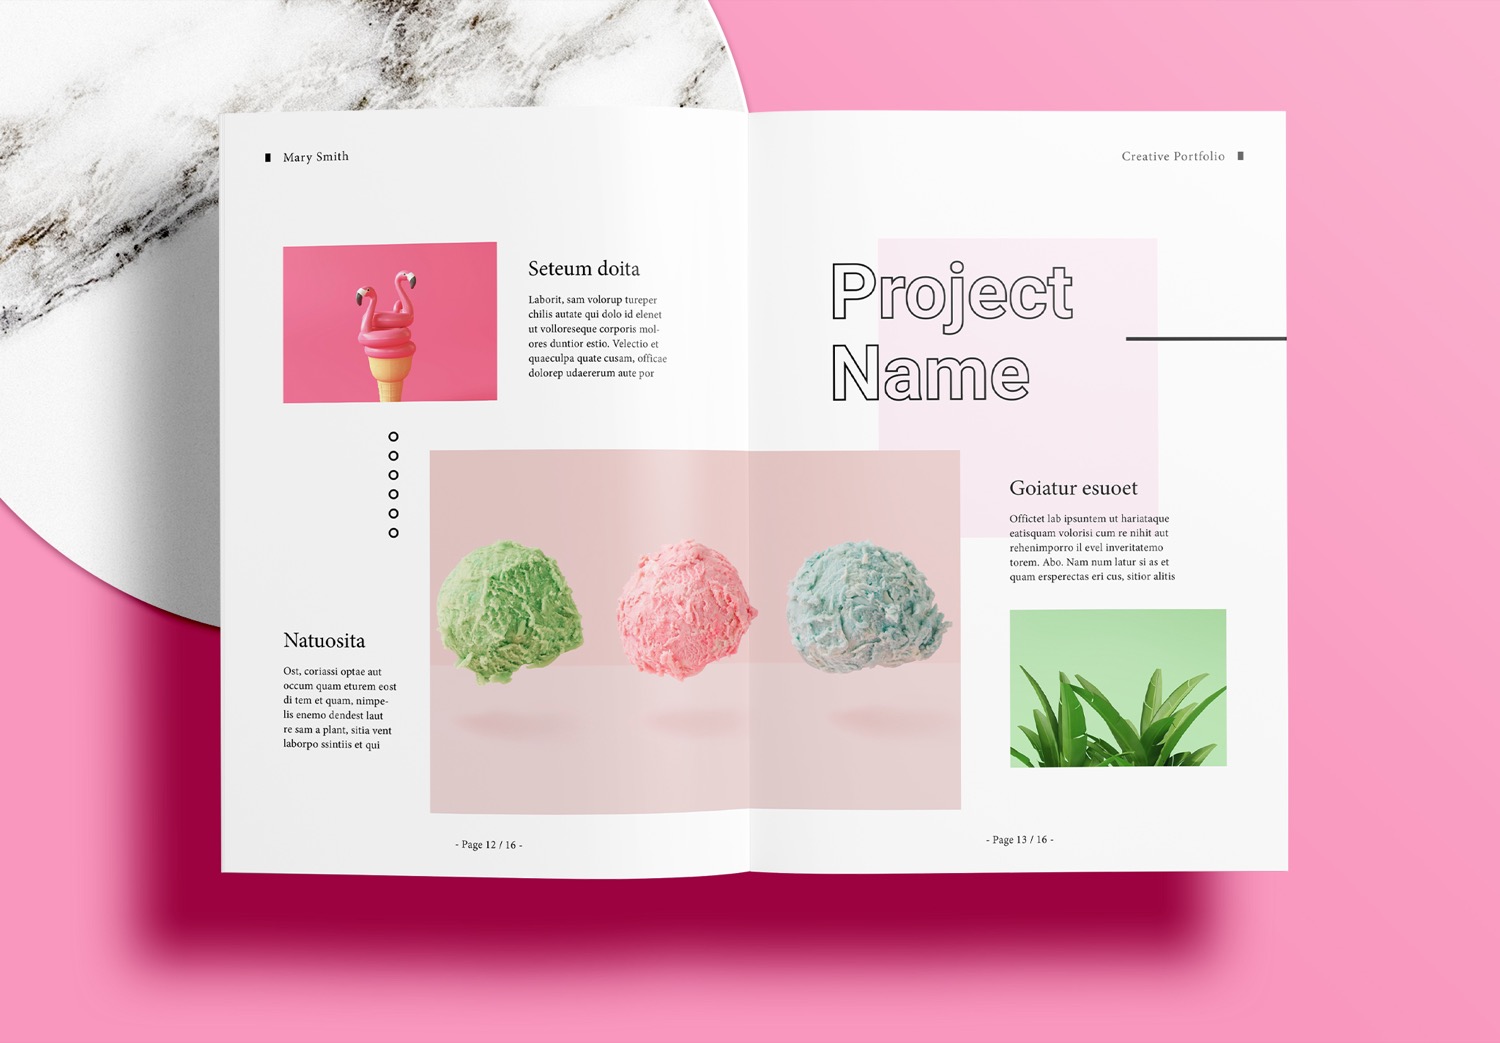 Mary Smith
Creative Portfolio
Seteum doita
Laborit, sam volorup tureper
chilis autate qui dolo id elenet
ut volloreseque corporis mol-
ores duntior estio. Velectio et
quaeculpa quate cusam, officae
dolorep udaererum aute por
Natuosita
Ost, coriassi optae aut
occum quam eturem eost
di tem et quam, nimpe-
lis enemo dendest laut
re sam a plant, sitia vent
laborpo ssintiis et qui
- Page 12 / 16 -
Project
Name
Goiatur esuoet
Offictet lab ipsuntem ut hariataque
eatisquam volorisi cum re nihit aut
rehenimporro il evel inveritatemo
torem. Abo. Nam num latur si as et
quam ersperectas eri cus, sitior alitis
- Page 13 / 16 -